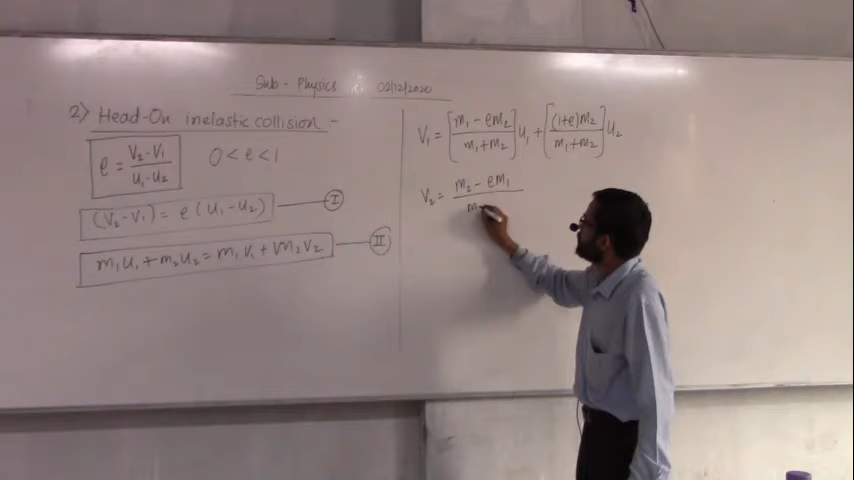 Sub - Physics 02/12/2020
2> Head-On inelastic collision -
e = (V₂ - V₁)/(U₁ - U₂) 0 < e < 1
(V₂ - V₁) = e (U₁ - U₂) — I
m₁U₁ + m₂U₂ = m₁V₁ + Vm₂V₂ — II
V₁ = [(m₁ - em₂)/(m₁ + m₂)] U₁ + [((1+e)m₂)/(m₁ + m₂)] U₂
V₂ = (m₂ - em₁)/m